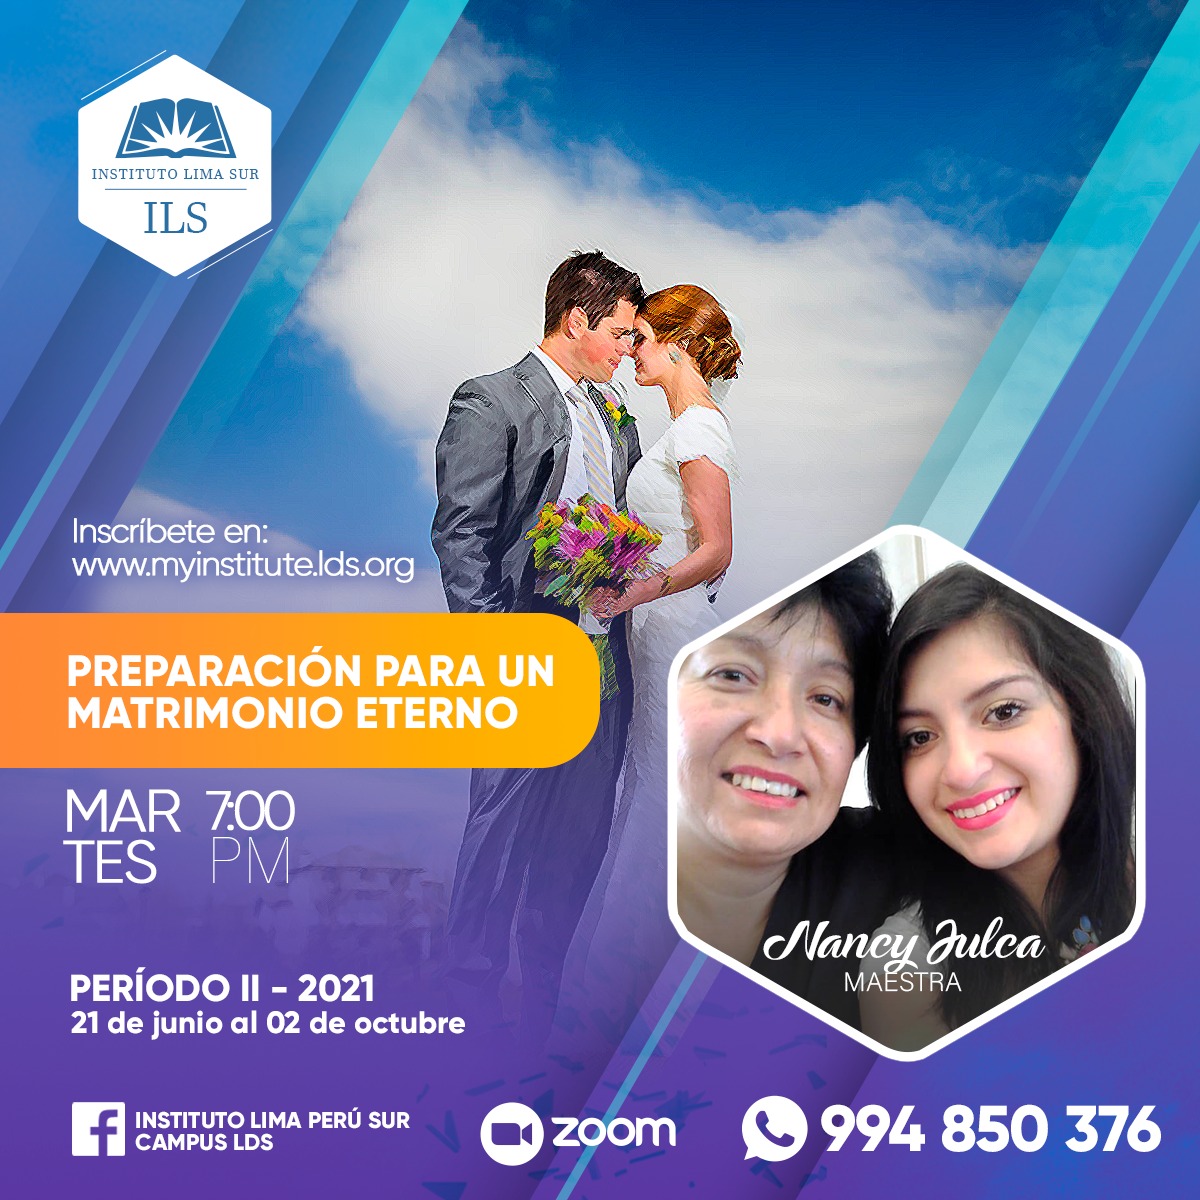 INSTITUTO LIMA SUR
ILS
Inscríbete en:
www.myinstitute.lds.org
PREPARACIÓN PARA UN
MATRIMONIO ETERNO
MAR
TES
7:00
PM
Nancy Julca
MAESTRA
PERÍODO II - 2021
21 de junio al 02 de octubre
INSTITUTO LIMA PERÚ SUR
CAMPUS LDS
zoom
994 850 376